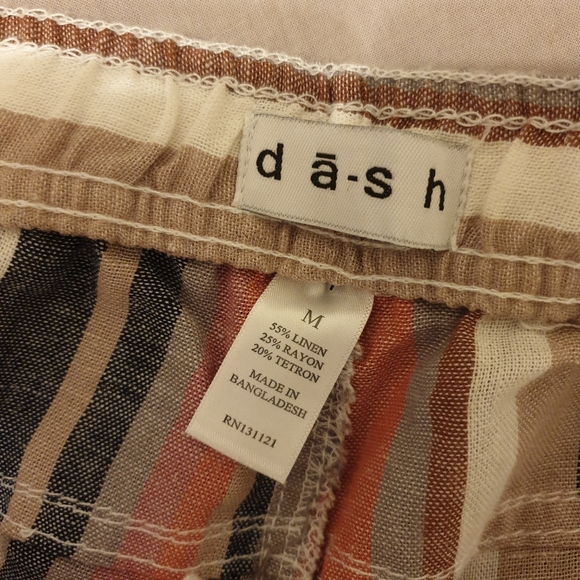 dā-sh
M
55% LINEN
25% RAYON
20% TETRON
MADE IN
BANGLADESH
RN131121